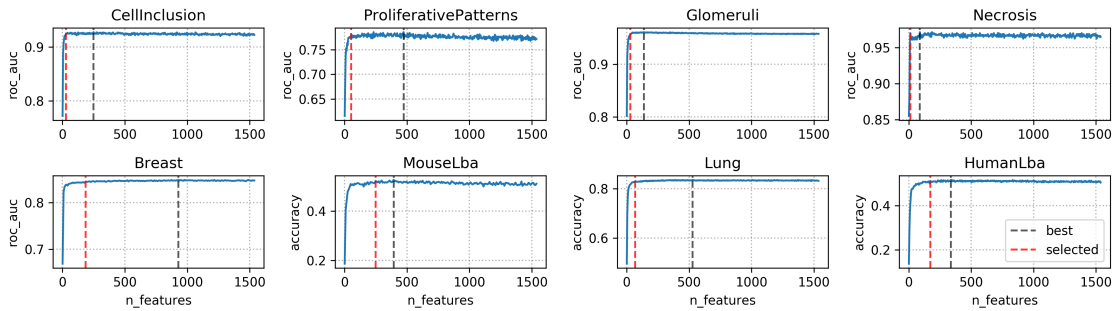 CellInclusion
roc_auc
0.9
0.8
0 500 1000 1500
ProliferativePatterns
roc_auc
0.75
0.70
0.65
0 500 1000 1500
Glomeruli
roc_auc
0.9
0.8
0 500 1000 1500
Necrosis
roc_auc
0.95
0.90
0.85
0 500 1000 1500
Breast
roc_auc
0.8
0.7
0 500 1000 1500
n_features
MouseLba
accuracy
0.4
0.2
0 500 1000 1500
n_features
Lung
accuracy
0.8
0.6
0 500 1000 1500
n_features
HumanLba
accuracy
0.4
0.2
best
selected
0 500 1000 1500
n_features